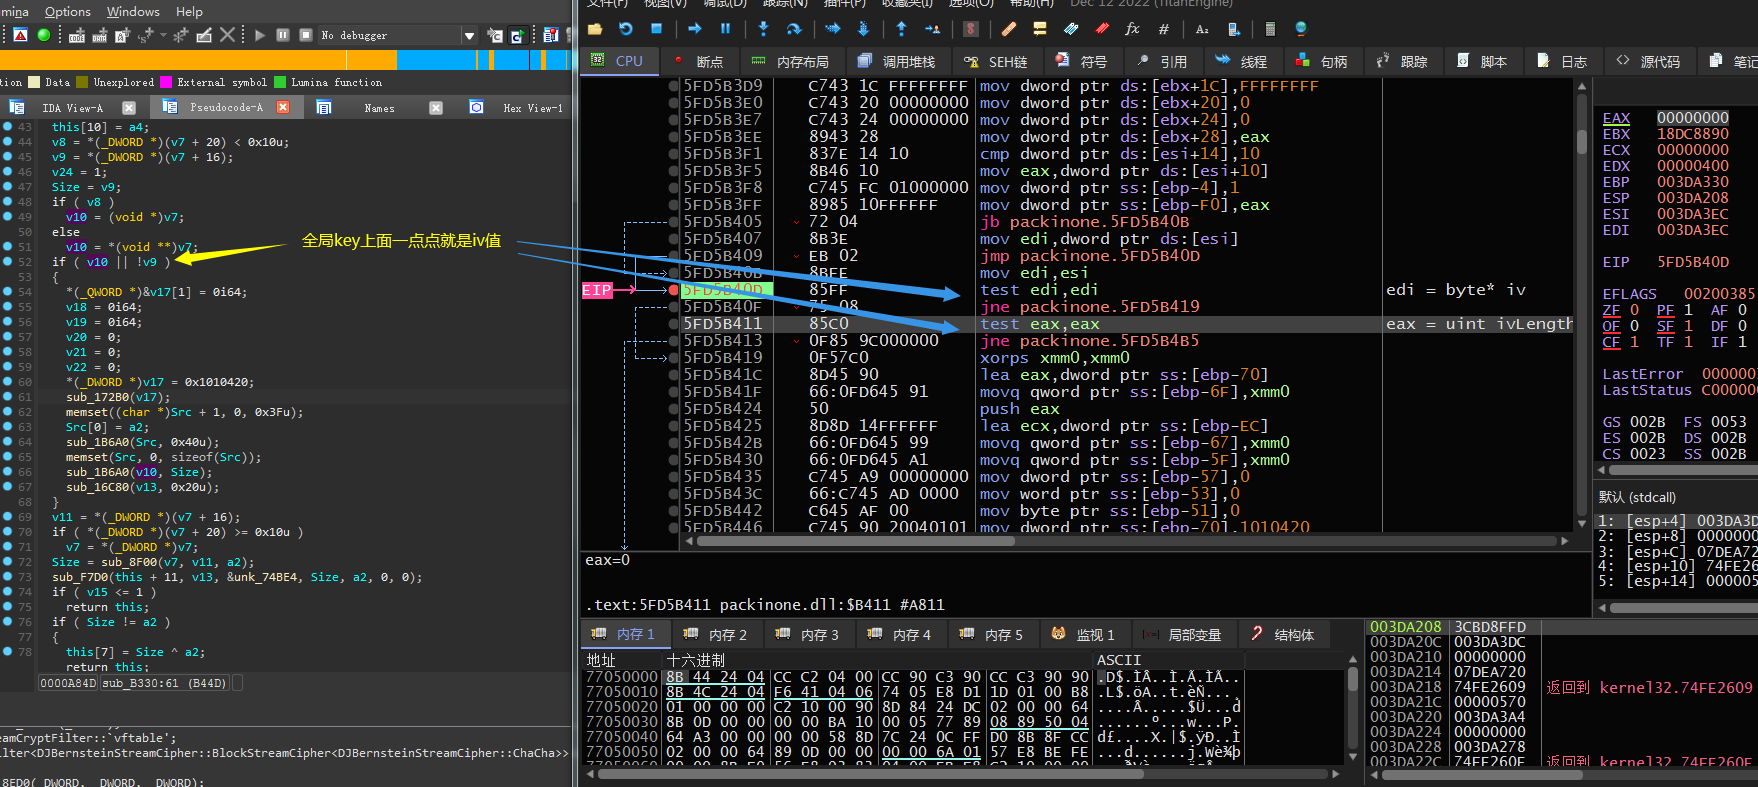 mina Options Windows Help
No debugger
tion Data Unexplored External symbol Lumina function
IDA View-A Pseudocode-A Names Hex View-1
43 this[10] = a4;
44 v8 = *(_DWORD *)(v7 + 20) < 0x10u;
45 v9 = *(_DWORD *)(v7 + 16);
46 v24 = 1;
47 Size = v9;
48 if ( v8 )
49 v10 = (void *)v7;
50 else
51 v10 = *(void **)v7;
52 if ( v10 || !v9 )
53 {
54 *(_QWORD *)&v17[1] = 0i64;
55 v18 = 0i64;
56 v19 = 0i64;
57 v20 = 0;
58 v21 = 0;
59 v22 = 0;
60 *(_DWORD *)v17 = 0x1010420;
61 sub_172B0(v17);
62 memset((char *)Src + 1, 0, 0x3Fu);
63 Src[0] = a2;
64 sub_1B6A0(Src, 0x40u);
65 memset(Src, 0, sizeof(Src));
66 sub_1B6A0(v10, Size);
67 sub_16C80(v13, 0x20u);
68 }
69 v11 = *(_DWORD *)(v7 + 16);
70 if ( *(_DWORD *)(v7 + 20) >= 0x10u )
71 v7 = *(_DWORD *)v7;
72 Size = sub_8F00(v7, v11, a2);
73 sub_F7D0(this + 11, v13, &unk_74BE4, Size, a2, 0, 0);
74 if ( v15 <= 1 )
75 return this;
76 if ( Size != a2 )
77 {
78 this[7] = Size ^ a2;
return this;
0000A84D sub_B330:61 (B44D)
eamCryptFilter::`vftable';
ilter<DJBernsteinStreamCipher::BlockStreamCipher<DJBernsteinStreamCipher::ChaCha>>
8ED0(_DWORD, _DWORD, _DWORD);
全局key上面一点点就是iv值
文件(F) 视图(V) 调试(D) 跟踪(N) 插件(P) 收藏夹(I) 选项(O) 帮助(H) Dec 12 2022 (TitanEngine)
CPU 断点 内存布局 调用堆栈 SEH链 符号 引用 线程 句柄 跟踪 脚本 日志 源代码 笔记
5FD5B3D9 C743 1C FFFFFFFF mov dword ptr ds:[ebx+1C],FFFFFFFF
5FD5B3E0 C743 20 00000000 mov dword ptr ds:[ebx+20],0
5FD5B3E7 C743 24 00000000 mov dword ptr ds:[ebx+24],0
5FD5B3EE 8943 28 mov dword ptr ds:[ebx+28],eax
5FD5B3F1 837E 14 10 cmp dword ptr ds:[esi+14],10
5FD5B3F5 8B46 10 mov eax,dword ptr ds:[esi+10]
5FD5B3F8 C745 FC 01000000 mov dword ptr ss:[ebp-4],1
5FD5B3FF 8985 10FFFFFF mov dword ptr ss:[ebp-F0],eax
5FD5B405 72 04 jb packinone.5FD5B40B
5FD5B407 8B3E mov edi,dword ptr ds:[esi]
5FD5B409 EB 02 jmp packinone.5FD5B40D
5FD5B40B 8BFE mov edi,esi
EIP 5FD5B40D 85FF test edi,edi edi = byte* iv
5FD5B40F 75 08 jne packinone.5FD5B419
5FD5B411 85C0 test eax,eax eax = uint ivLength
5FD5B413 0F85 9C000000 jne packinone.5FD5B4B5
5FD5B419 0F57C0 xorps xmm0,xmm0
5FD5B41C 8D45 90 lea eax,dword ptr ss:[ebp-70]
5FD5B41F 66:0FD645 91 movq qword ptr ss:[ebp-6F],xmm0
5FD5B424 50 push eax
5FD5B425 8D8D 14FFFFFF lea ecx,dword ptr ss:[ebp-EC]
5FD5B42B 66:0FD645 99 movq qword ptr ss:[ebp-67],xmm0
5FD5B430 66:0FD645 A1 movq qword ptr ss:[ebp-5F],xmm0
5FD5B435 C745 A9 00000000 mov dword ptr ss:[ebp-57],0
5FD5B43C 66:C745 AD 0000 mov word ptr ss:[ebp-53],0
5FD5B442 C645 AF 00 mov byte ptr ss:[ebp-51],0
5FD5B446 C745 90 20040101 mov dword ptr ss:[ebp-70],1010420
eax=0
.text:5FD5B411 packinone.dll:$B411 #A811
EAX 00000000
EBX 18DC8890
ECX 00000000
EDX 00000400
EBP 003DA330
ESP 003DA208
ESI 003DA3EC
EDI 003DA3EC
EIP 5FD5B40D
EFLAGS 00200385
ZF 0 PF 1 AF 0
OF 0 SF 1 DF 0
CF 1 TF 1 IF 1
LastError 0000003
LastStatus C000000
GS 002B FS 0053
ES 002B DS 002B
CS 0023 SS 002B
默认 (stdcall)
1: [esp+4] 003DA3D
2: [esp+8] 0000000
3: [esp+C] 07DEA72
4: [esp+10] 74FE260
5: [esp+14] 000005
内存 1 内存 2 内存 3 内存 4 内存 5 监视 1 局部变量 结构体
地址 十六进制 ASCII
77050000 8B 44 24 04 CC C2 04 00 CC 90 C3 90 CC C3 90 90
77050010 8B 4C 24 04 F6 41 04 06 74 05 E8 D1 1D 01 00 B8
77050020 01 00 00 00 C2 10 00 90 8D 84 24 DC 02 00 00 64
77050030 8B 0D 00 00 00 00 BA 10 00 05 77 89 08 89 50 04
77050040 64 A3 00 00 00 00 58 8D 7C 24 0C FF D0 8B 8F CC
77050050 02 00 00 64 89 0D 00 00 00 00 6A 01 57 E8 BE FE
003DA208 3CBD8FFD
003DA20C 003DA3DC
003DA210 00000000
003DA214 07DEA720
003DA218 74FE2609 返回到 kernel32.74FE2609
003DA21C 00000570
003DA220 003DA3A4
003DA224 00000000
003DA228 003DA278
003DA22C 74FE260E 返回到 kernel32.74FE260E